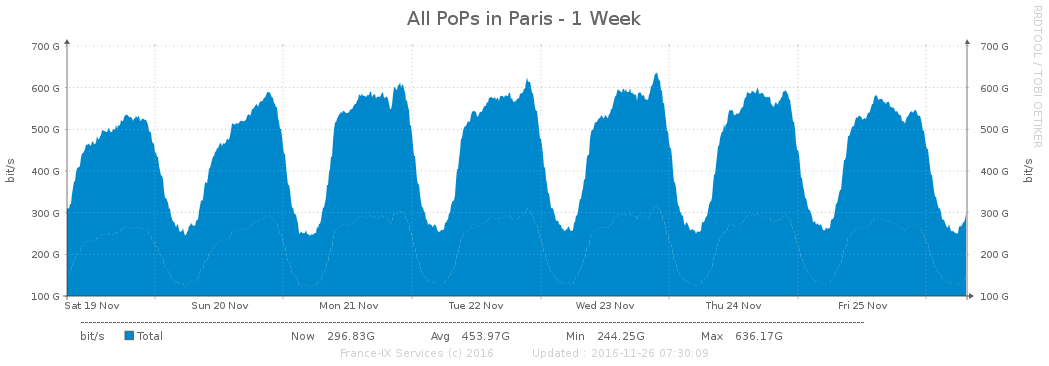 All PoPs in Paris - 1 Week
RRDTOOL / TOBI OETIKER
700 G 700 G
600 G 600 G
500 G 500 G
400 G 400 G
300 G 300 G
200 G 200 G
100 G 100 G
bit/s
bit/s
Sat 19 Nov Sun 20 Nov Mon 21 Nov Tue 22 Nov Wed 23 Nov Thu 24 Nov Fri 25 Nov
bit/s Total Now 296.83G Avg 453.97G Min 244.25G Max 636.17G
France-IX Services (c) 2016 Updated : 2016-11-26 07:30:09